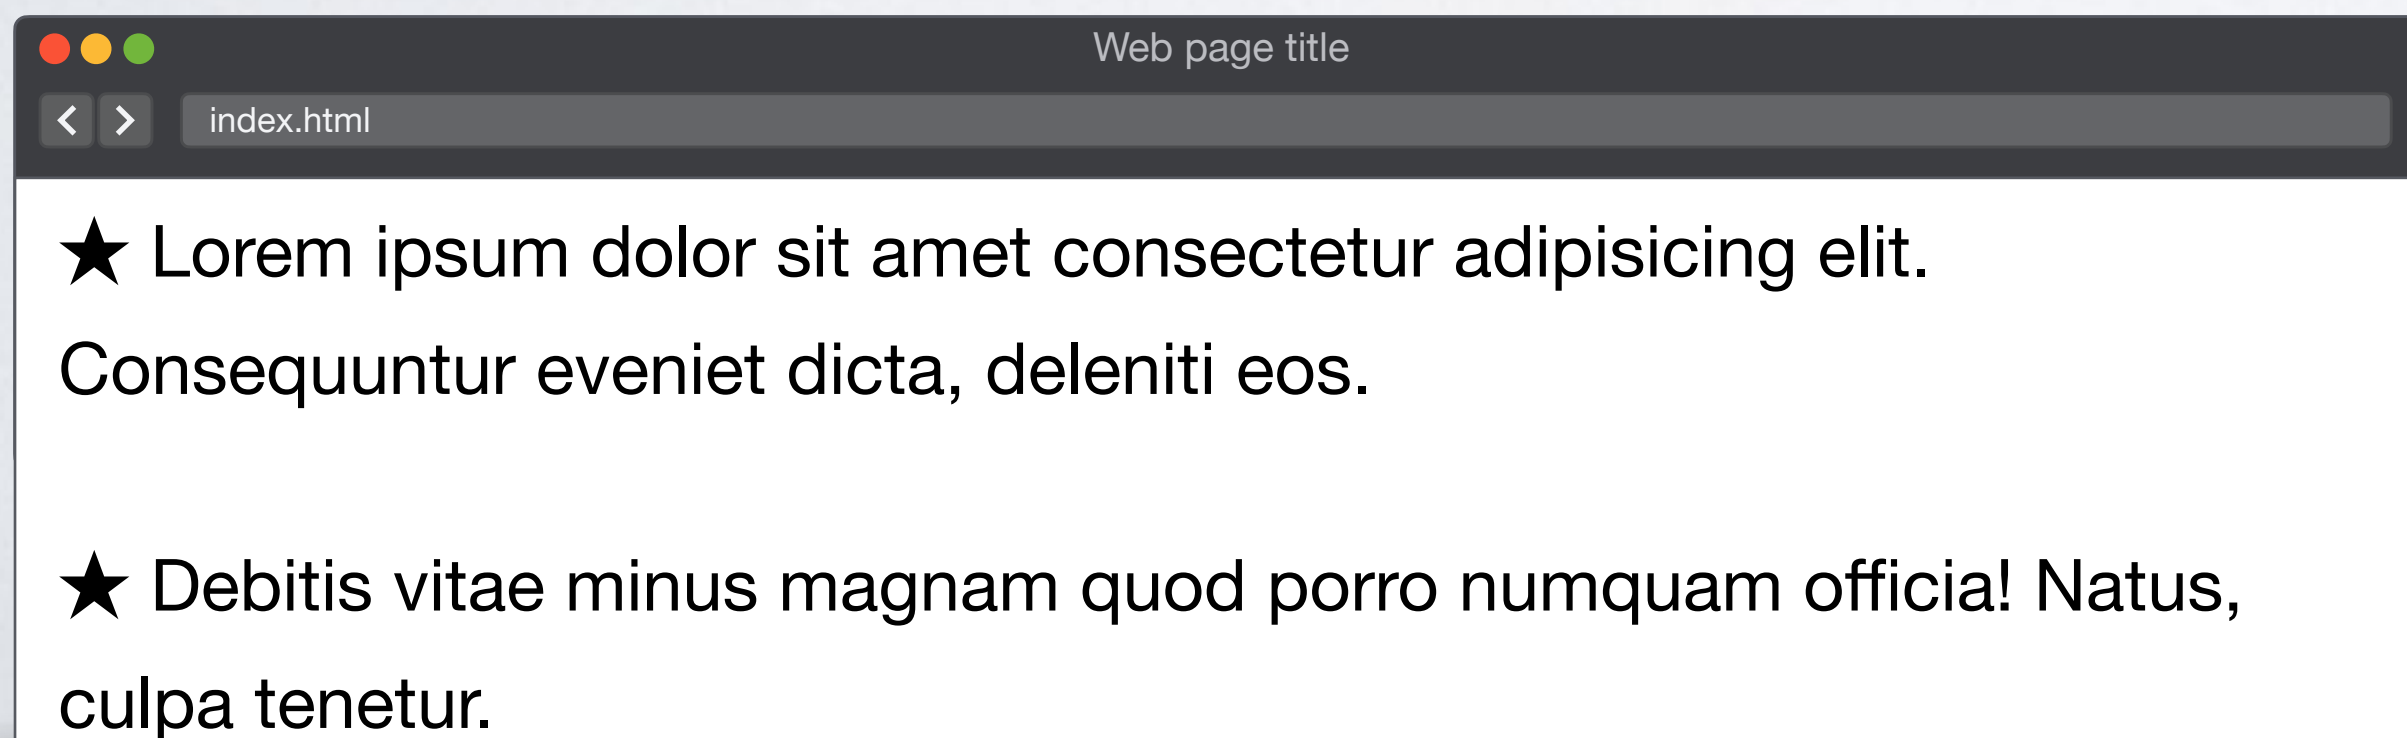 Web page title
index.html
★ Lorem ipsum dolor sit amet consectetur adipisicing elit.
Consequuntur eveniet dicta, deleniti eos.
★ Debitis vitae minus magnam quod porro numquam officia! Natus,
culpa tenetur.